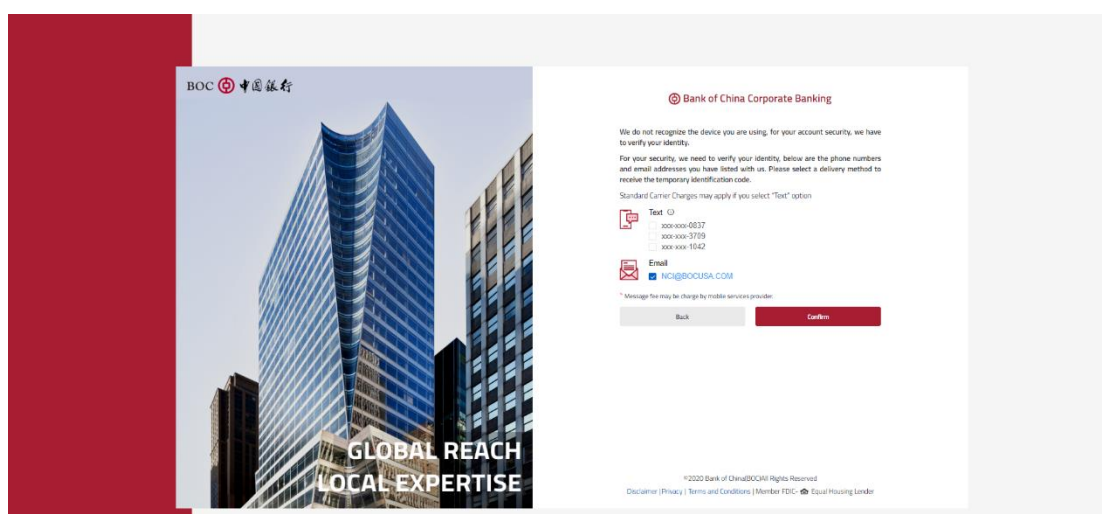 BOC 中国银行
GLOBAL REACH
LOCAL EXPERTISE
Bank of China Corporate Banking
We do not recognize the device you are using, for your account security, we have
to verify your identity.
For your security, we need to verify your identity, below are the phone numbers
and email addresses you have listed with us. Please select a delivery method to
receive the temporary identification code.
Standard Carrier Charges may apply if you select "Text" option
Text
xxx-xxx-0837
xxx-xxx-3709
xxx-xxx-1042
Email
NCI@BOCUSA.COM
* Message fee may be charge by mobile services provider.
Back
Confirm
©2020 Bank of China(BOC)All Rights Reserved
Disclaimer | Privacy | Terms and Conditions | Member FDIC- Equal Housing Lender